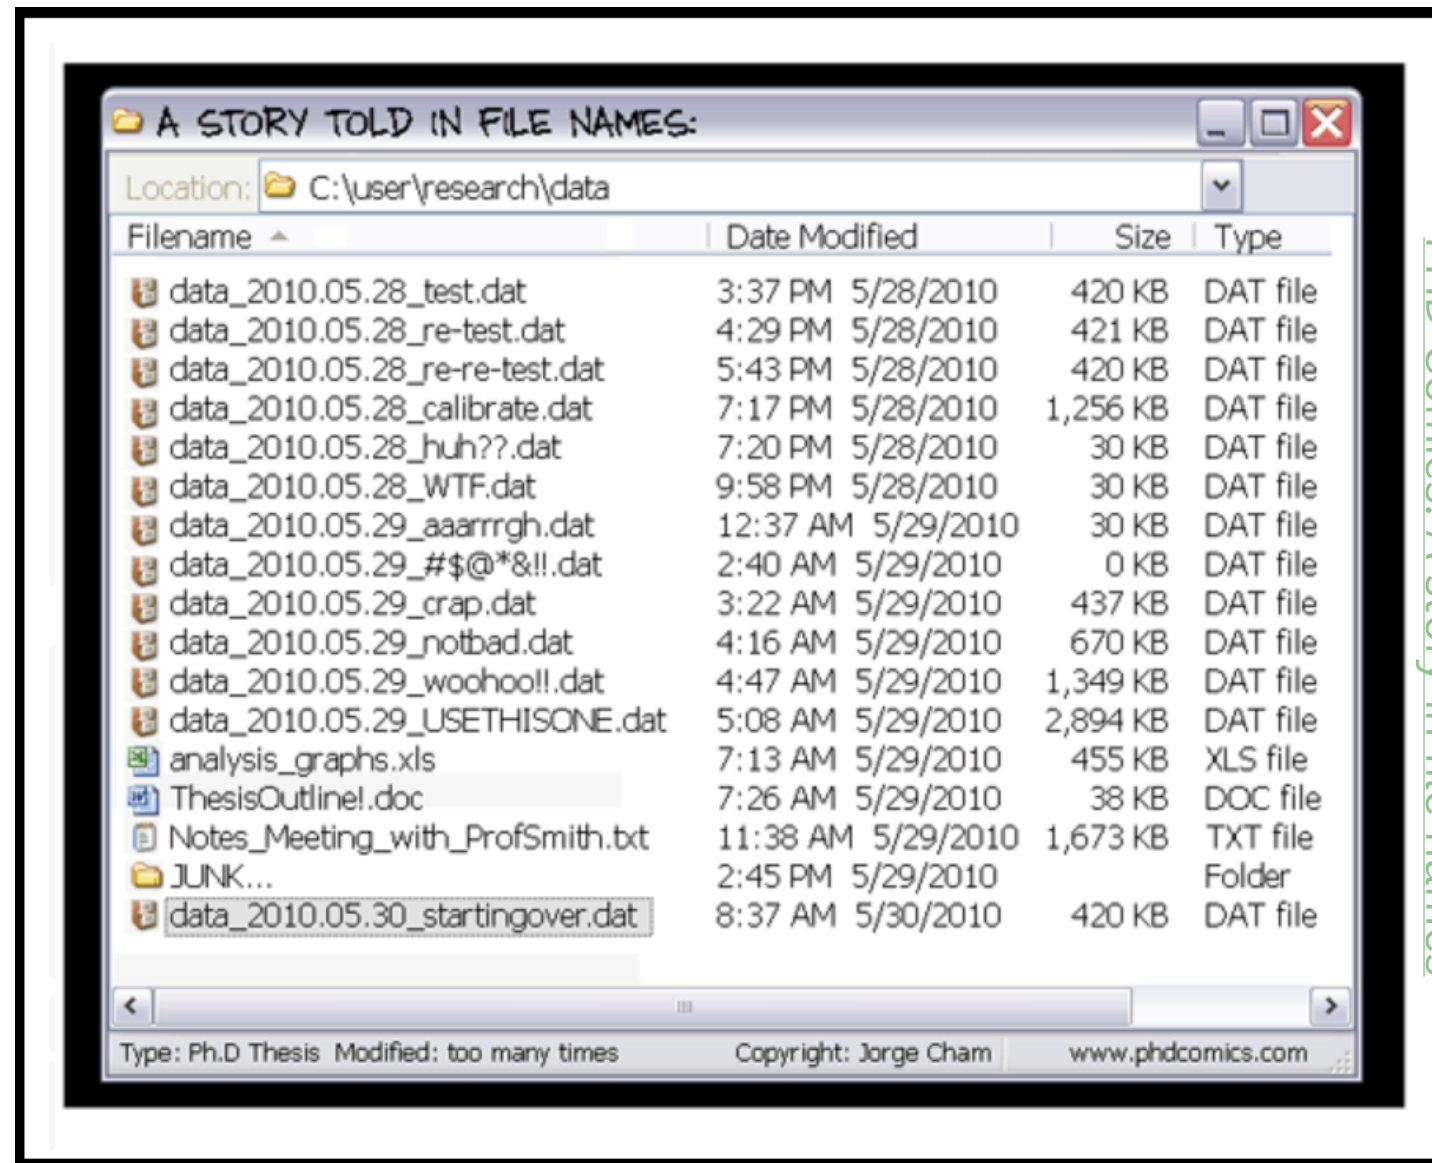 A STORY TOLD IN FILE NAMES:
Location: C:\user\research\data
Filename Date Modified Size Type
data_2010.05.28_test.dat 3:37 PM 5/28/2010 420 KB DAT file
data_2010.05.28_re-test.dat 4:29 PM 5/28/2010 421 KB DAT file
data_2010.05.28_re-re-test.dat 5:43 PM 5/28/2010 420 KB DAT file
data_2010.05.28_calibrate.dat 7:17 PM 5/28/2010 1,256 KB DAT file
data_2010.05.28_huh??.dat 7:20 PM 5/28/2010 30 KB DAT file
data_2010.05.28_WTF.dat 9:58 PM 5/28/2010 30 KB DAT file
data_2010.05.29_aaarrrgh.dat 12:37 AM 5/29/2010 30 KB DAT file
data_2010.05.29_#$@*&!!.dat 2:40 AM 5/29/2010 0 KB DAT file
data_2010.05.29_crap.dat 3:22 AM 5/29/2010 437 KB DAT file
data_2010.05.29_notbad.dat 4:16 AM 5/29/2010 670 KB DAT file
data_2010.05.29_woohoo!!.dat 4:47 AM 5/29/2010 1,349 KB DAT file
data_2010.05.29_USETHISONE.dat 5:08 AM 5/29/2010 2,894 KB DAT file
analysis_graphs.xls 7:13 AM 5/29/2010 455 KB XLS file
ThesisOutline!.doc 7:26 AM 5/29/2010 38 KB DOC file
Notes_Meeting_with_ProfSmith.txt 11:38 AM 5/29/2010 1,673 KB TXT file
JUNK... 2:45 PM 5/29/2010 Folder
data_2010.05.30_startingover.dat 8:37 AM 5/30/2010 420 KB DAT file
Type: Ph.D Thesis Modified: too many times Copyright: Jorge Cham www.phdcomics.com